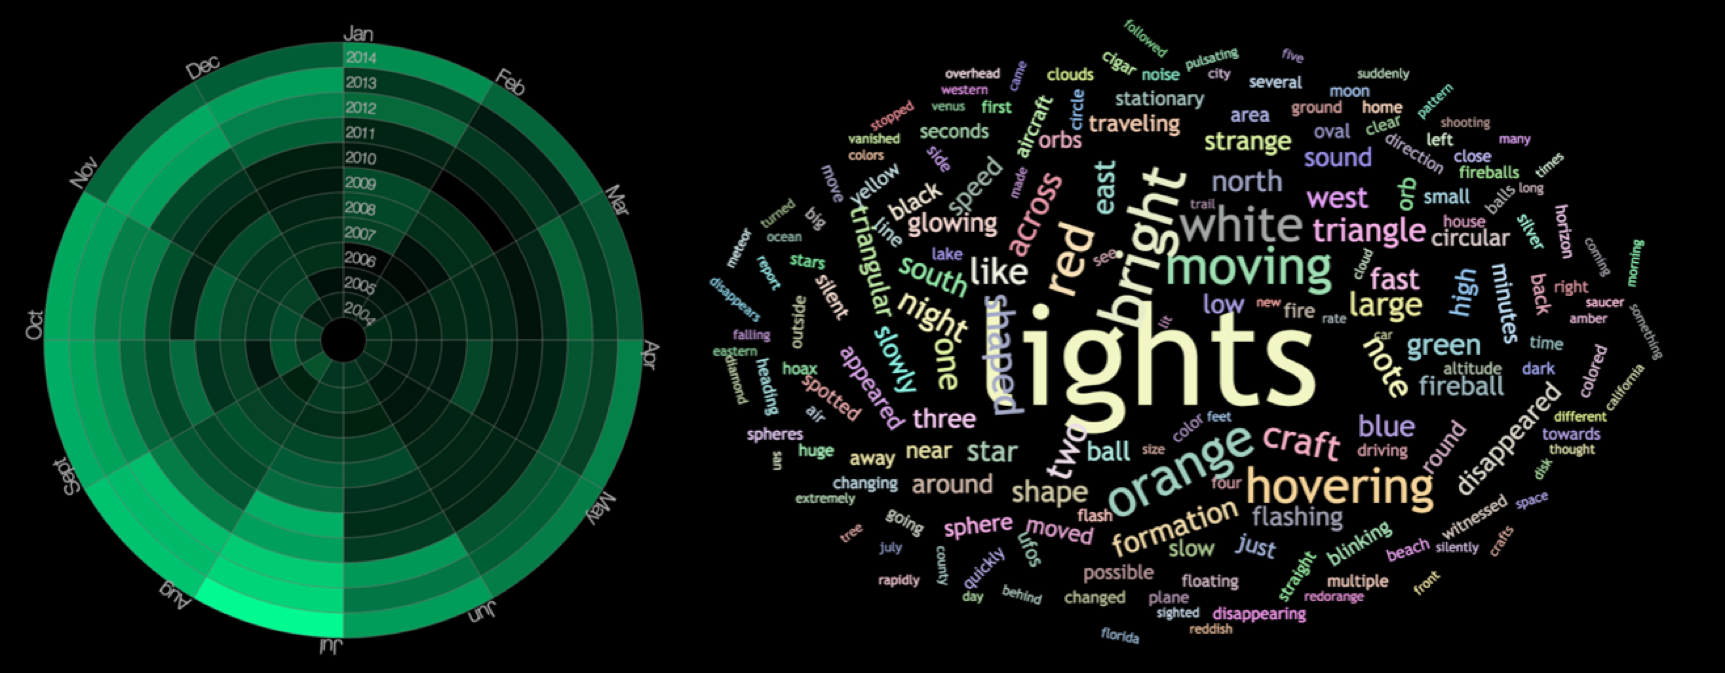 Jan
Feb
Mar
Apr
May
Jun
Jul
Aug
Sept
Oct
Nov
Dec
2014
2013
2012
2011
2010
2009
2008
2007
2006
2005
2004
followed
cigar
pulsating
five
overhead
came
clouds
noise
city
several
suddenly
western
moon
pattern
stopped
venus
first
aircraft
circle
stationary
area
ground
home
vanished
seconds
orbs
traveling
strange
oval
clear
left
shooting
many
colors
side
sound
direction
close
times
move
yellow
black
speed
made
across
east
bright
north
west
orb
small
fireballs
balls
long
turned
big
triangular
line
glowing
red
trail
white
triangle
house
circular
silver
horizon
coming
morning
meteor
ocean
lake
see
moving
cloud
fast
high
minutes
back
right
report
stars
silent
south
like
low
new
fire
large
saucer
disappears
outside
night
shaped
lights
lit
rate
car
amber
something
falling
slowly
one
note
green
time
eastern
diamond
heading
hoax
appeared
altitude
dark
colored
california
spotted
air
three
fireball
disappeared
different
spheres
two
color
feet
orange
craft
blue
round
towards
huge
away
near
star
ball
size
driving
thought
san
changing
around
shape
four
hovering
disk
extremely
flash
witnessed
space
tree
going
sphere
moved
formation
flashing
july
county
quickly
ufos
slow
just
straight
blinking
beach
silently
crafts
rapidly
possible
floating
multiple
front
day
behind
changed
plane
redorange
sighted
disappearing
florida
reddish